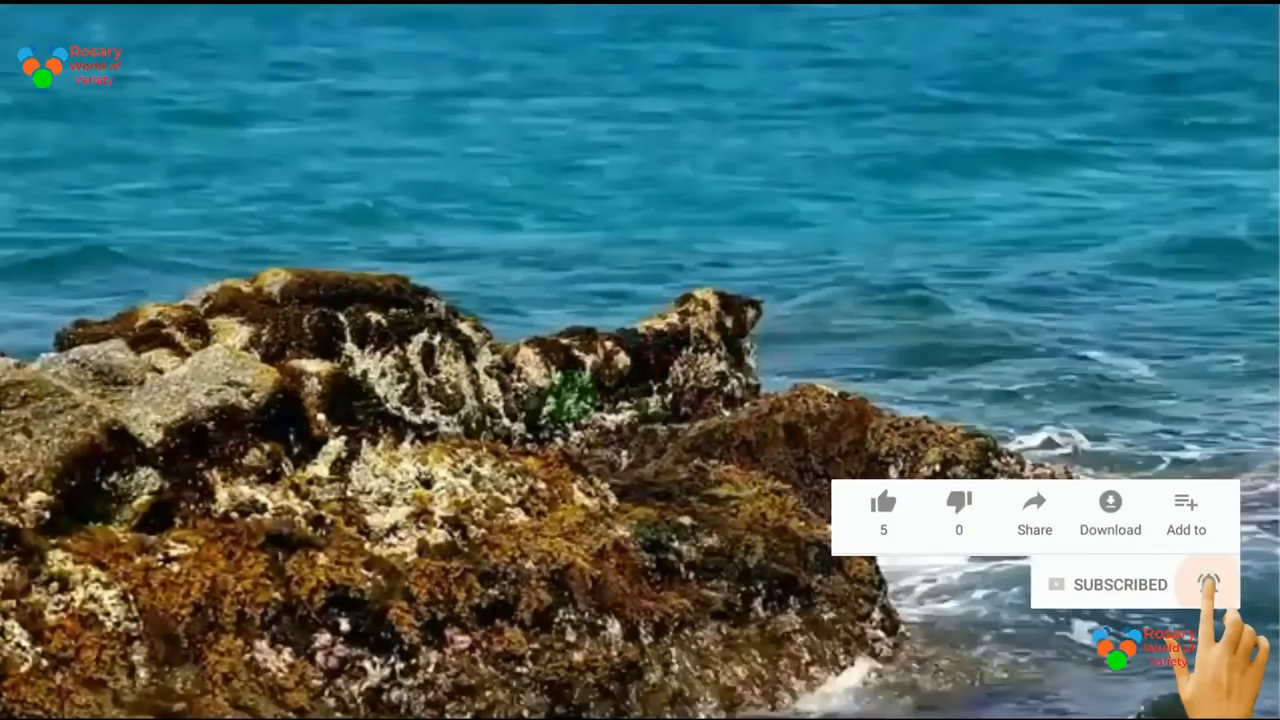 Rosary
World of
Variety
5
0
Share
Download
Add to
SUBSCRIBED
Rosary
World of
Variety